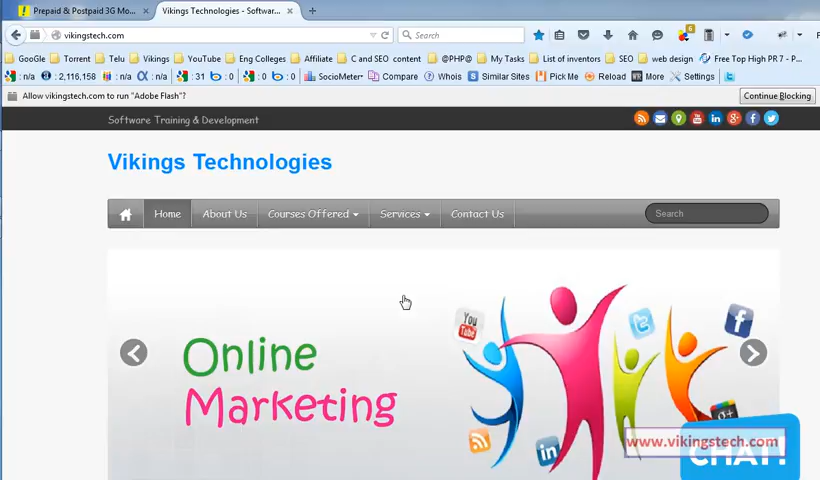 Prepaid & Postpaid 3G Mo... × Vikings Technologies - Softwar... × +
vikingstech.com Search 6
GooGle Torrent Telu Vikings YouTube Eng Colleges Affiliate C and SEO content @PHP@ My Tasks List of inventors SEO web design Free Top High PR 7 - P...
: n/a : 2,116,158 : n/a : n/a : 31 : 0 : 0 : 0 SocioMeter Compare Whois Similar Sites Pick Me Reload More Settings
Allow vikingstech.com to run "Adobe Flash"? Continue Blocking
Software Training & Development
Vikings Technologies
Home About Us Courses Offered Services Contact Us Search
Online
Marketing
You
Tube
g+
in
www.vikingstech.com
CHAT!